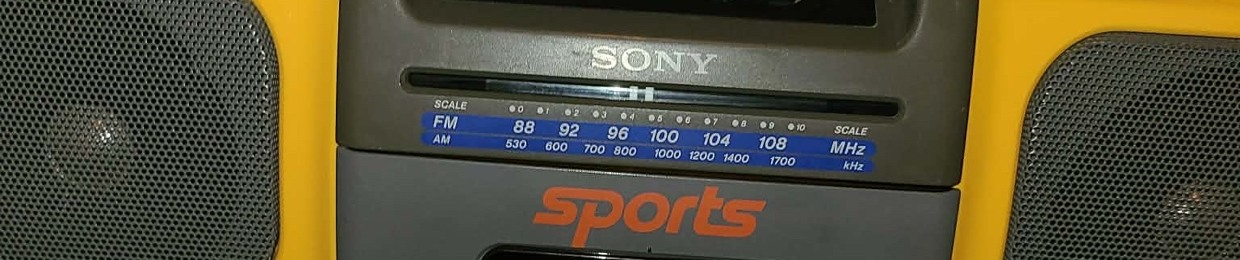 SONY
SCALE 0 1 2 3 4 5 6 7 8 9 10 SCALE
FM 88 92 96 100 104 108 MHz
AM 530 600 700 800 1000 1200 1400 1700 kHz
sports